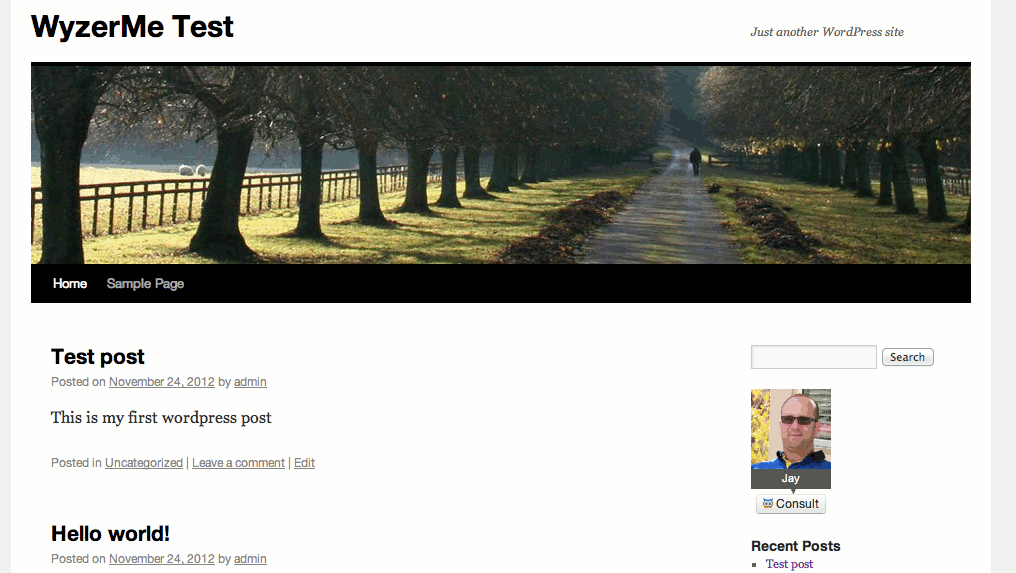 WyzerMe Test
Just another WordPress site
Home Sample Page
Test post
Posted on November 24, 2012 by admin
This is my first wordpress post
Posted in Uncategorized | Leave a comment | Edit
Hello world!
Posted on November 24, 2012 by admin
Search
Jay
Consult
Recent Posts
Test post